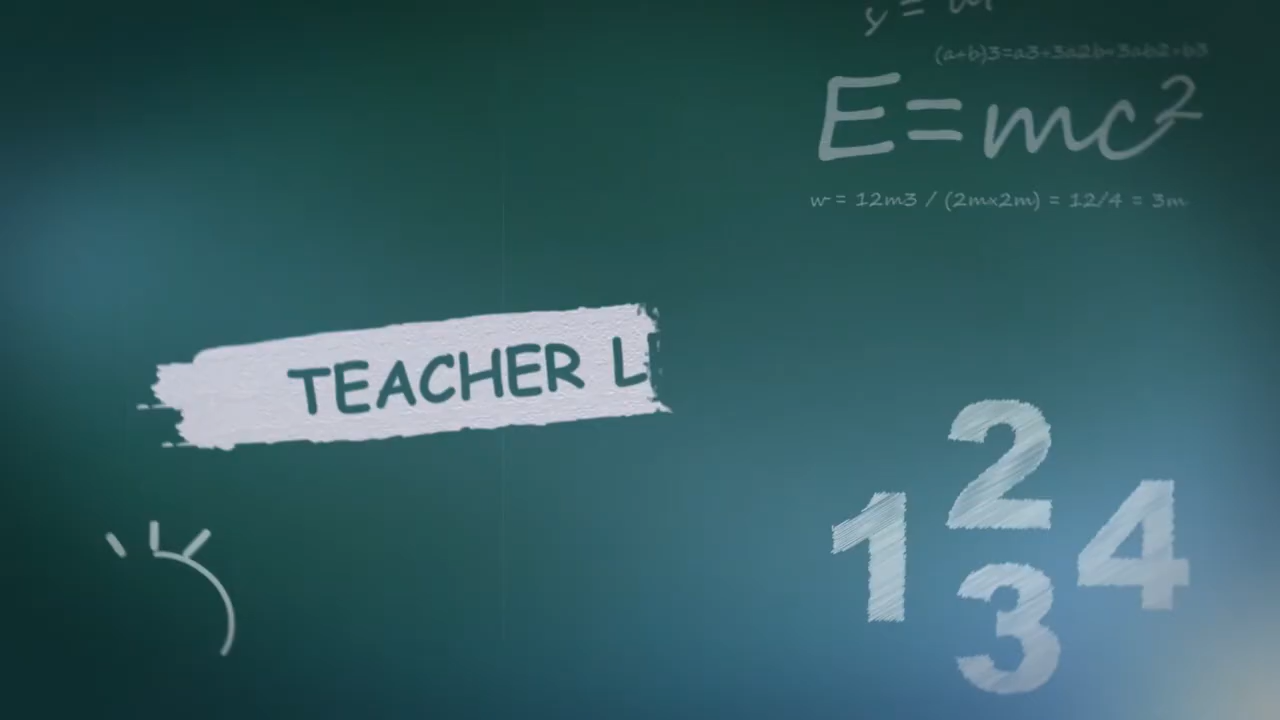 (a+b)3=a3+3a2b+3ab2+b3
E=mc²
w = 12m3 / (2mx2m) = 12/4 = 3m
TEACHER L
2
1 4
3